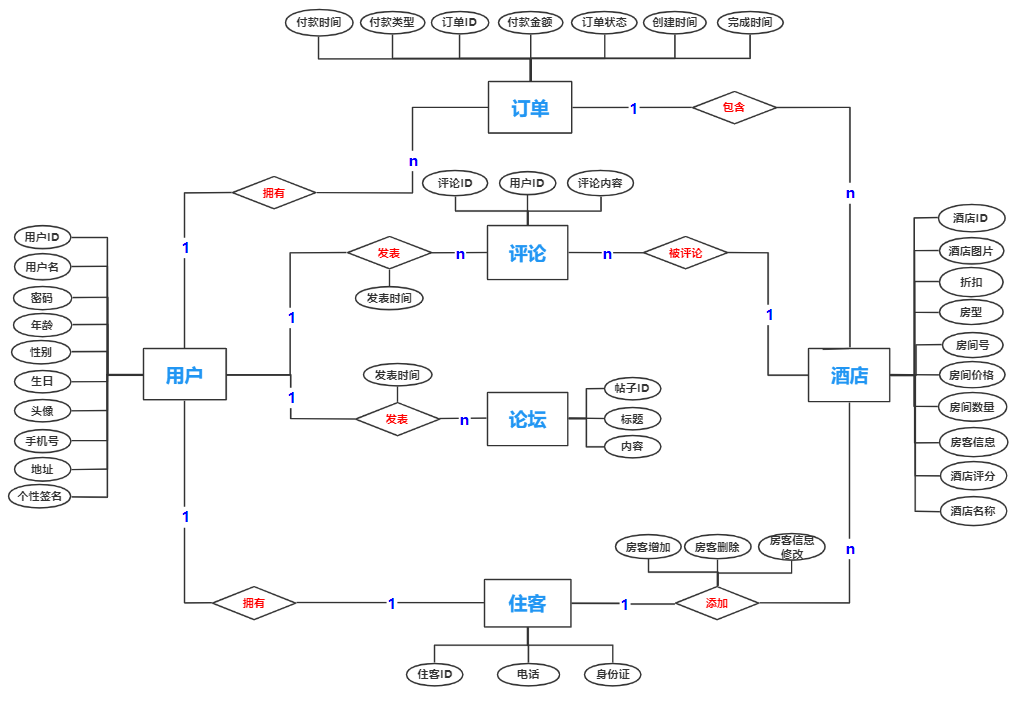 付款时间
付款类型
订单ID
付款金额
订单状态
创建时间
完成时间
订单
1
包含
n
n
拥有
1
评论ID
用户ID
评论内容
发表
n
评论
n
被评论
发表时间
1
1
用户ID
用户名
密码
年龄
性别
生日
头像
手机号
地址
个性签名
用户
1
发表时间
发表
n
论坛
帖子ID
标题
内容
酒店
酒店ID
酒店图片
折扣
房型
房间号
房间价格
房间数量
房客信息
酒店评分
酒店名称
1
拥有
1
住客
1
添加
n
房客增加
房客删除
房客信息
修改
住客ID
电话
身份证